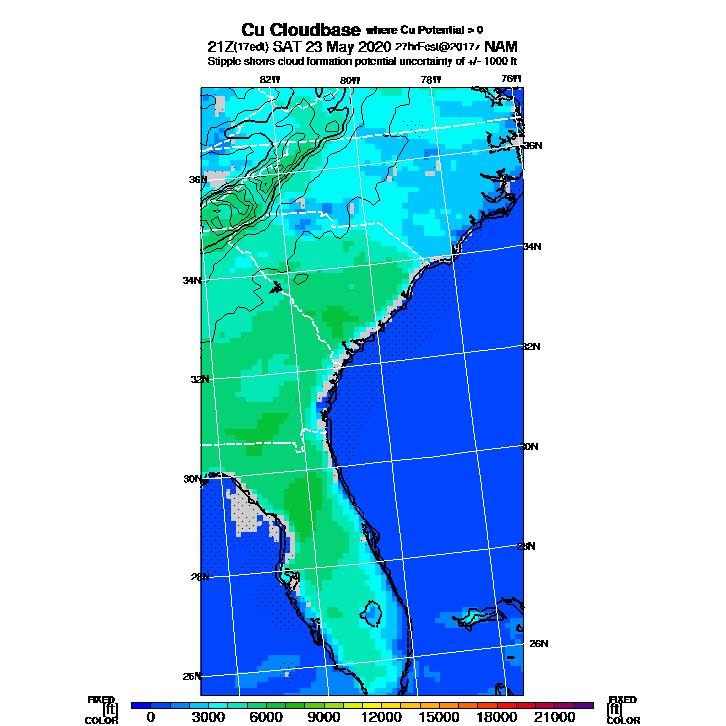 Cu Cloudbase where Cu Potential > 0
21Z(17edt) SAT 23 May 2020 27hrFcst@2017z NAM
Stipple shows cloud formation potential uncertainty of +/- 1000 ft
82W 80W 78W 76W
36N 36N
34N 34N
32N 32N
30N 30N
28N 28N
26N 26N
FIXED FIXED
[ft] [ft]
COLOR 0 3000 6000 9000 12000 15000 18000 21000 COLOR